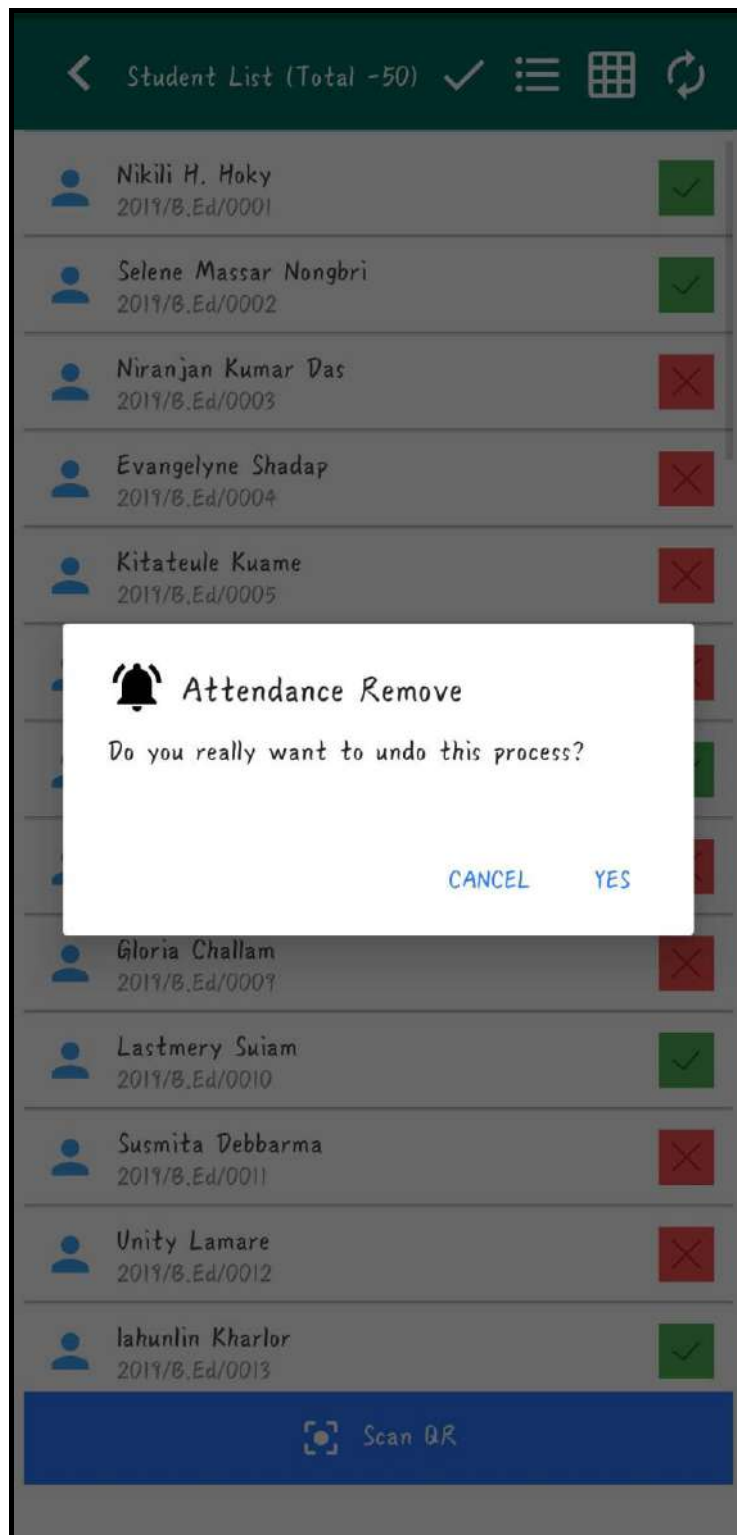 Student List (Total -50)
Nikili H. Hoky
2019/B.Ed/0001
Selene Massar Nongbri
2019/B.Ed/0002
Niranjan Kumar Das
2019/B.Ed/0003
Evangelyne Shadap
2019/B.Ed/0004
Kitateule Kuame
2019/B.Ed/0005
Attendance Remove
Do you really want to undo this process?
CANCEL YES
Gloria Challam
2019/B.Ed/0009
Lastmery Suiam
2019/B.Ed/0010
Susmita Debbarma
2019/B.Ed/0011
Unity Lamare
2019/B.Ed/0012
Iahunlin Kharlor
2019/B.Ed/0013
Scan QR